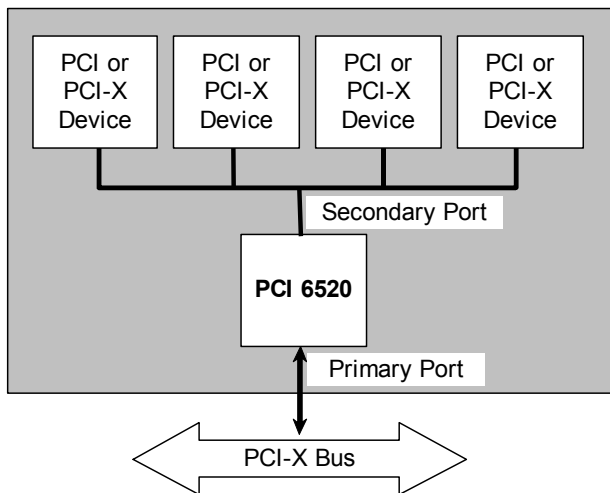 PCI or
PCI-X
Device
PCI or
PCI-X
Device
PCI or
PCI-X
Device
PCI or
PCI-X
Device
Secondary Port
PCI 6520
Primary Port
PCI-X Bus